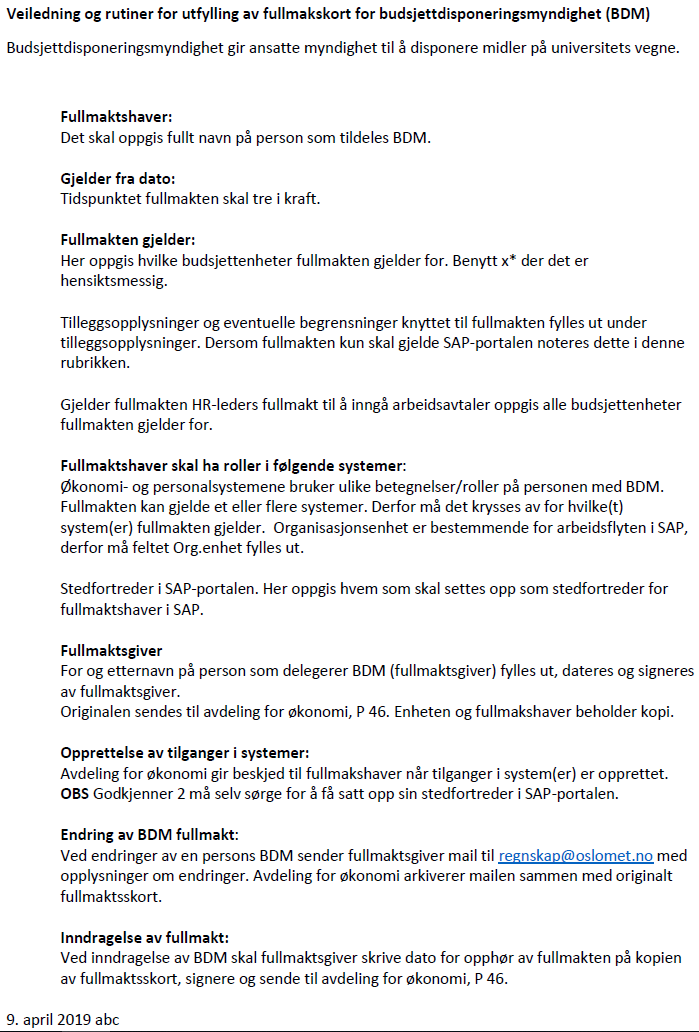 Veiledning og rutiner for utfylling av fullmakskort for budsjettdisponeringsmyndighet (BDM)
Budsjettdisponeringsmyndighet gir ansatte myndighet til å disponere midler på universitets vegne.
Fullmaktshaver:
Det skal oppgis fullt navn på person som tildeles BDM.
Gjelder fra dato:
Tidspunktet fullmakten skal tre i kraft.
Fullmakten gjelder:
Her oppgis hvilke budsjettenheter fullmakten gjelder for. Benytt x* der det er
hensiktsmessig.
Tilleggsopplysninger og eventuelle begrensninger knyttet til fullmakten fylles ut under
tilleggsopplysninger. Dersom fullmakten kun skal gjelde SAP-portalen noteres dette i denne
rubrikken.
Gjelder fullmakten HR-leders fullmakt til å inngå arbeidsavtaler oppgis alle budsjettenheter
fullmakten gjelder for.
Fullmaktshaver skal ha roller i følgende systemer:
Økonomi- og personalsystemene bruker ulike betegnelser/roller på personen med BDM.
Fullmakten kan gjelde et eller flere systemer. Derfor må det krysses av for hvilke(t)
system(er) fullmakten gjelder.  Organisasjonsenhet er bestemmende for arbeidsflyten i SAP,
derfor må feltet Org.enhet fylles ut.
Stedfortreder i SAP-portalen. Her oppgis hvem som skal settes opp som stedfortreder for
fullmaktshaver i SAP.
Fullmaktsgiver
For og etternavn på person som delegerer BDM (fullmaktsgiver) fylles ut, dateres og signeres
av fullmaktsgiver.
Originalen sendes til avdeling for økonomi, P 46. Enheten og fullmakshaver beholder kopi.
Opprettelse av tilganger i systemer:
Avdeling for økonomi gir beskjed til fullmakshaver når tilganger i system(er) er opprettet.
OBS Godkjenner 2 må selv sørge for å få satt opp sin stedfortreder i SAP-portalen.
Endring av BDM fullmakt:
Ved endringer av en persons BDM sender fullmaktsgiver mail til regnskap@oslomet.no med
opplysninger om endringer. Avdeling for økonomi arkiverer mailen sammen med originalt
fullmaktsskort.
Inndragelse av fullmakt:
Ved inndragelse av BDM skal fullmaktsgiver skrive dato for opphør av fullmakten på kopien
av fullmaktsskort, signere og sende til avdeling for økonomi, P 46.
9. april 2019 abc